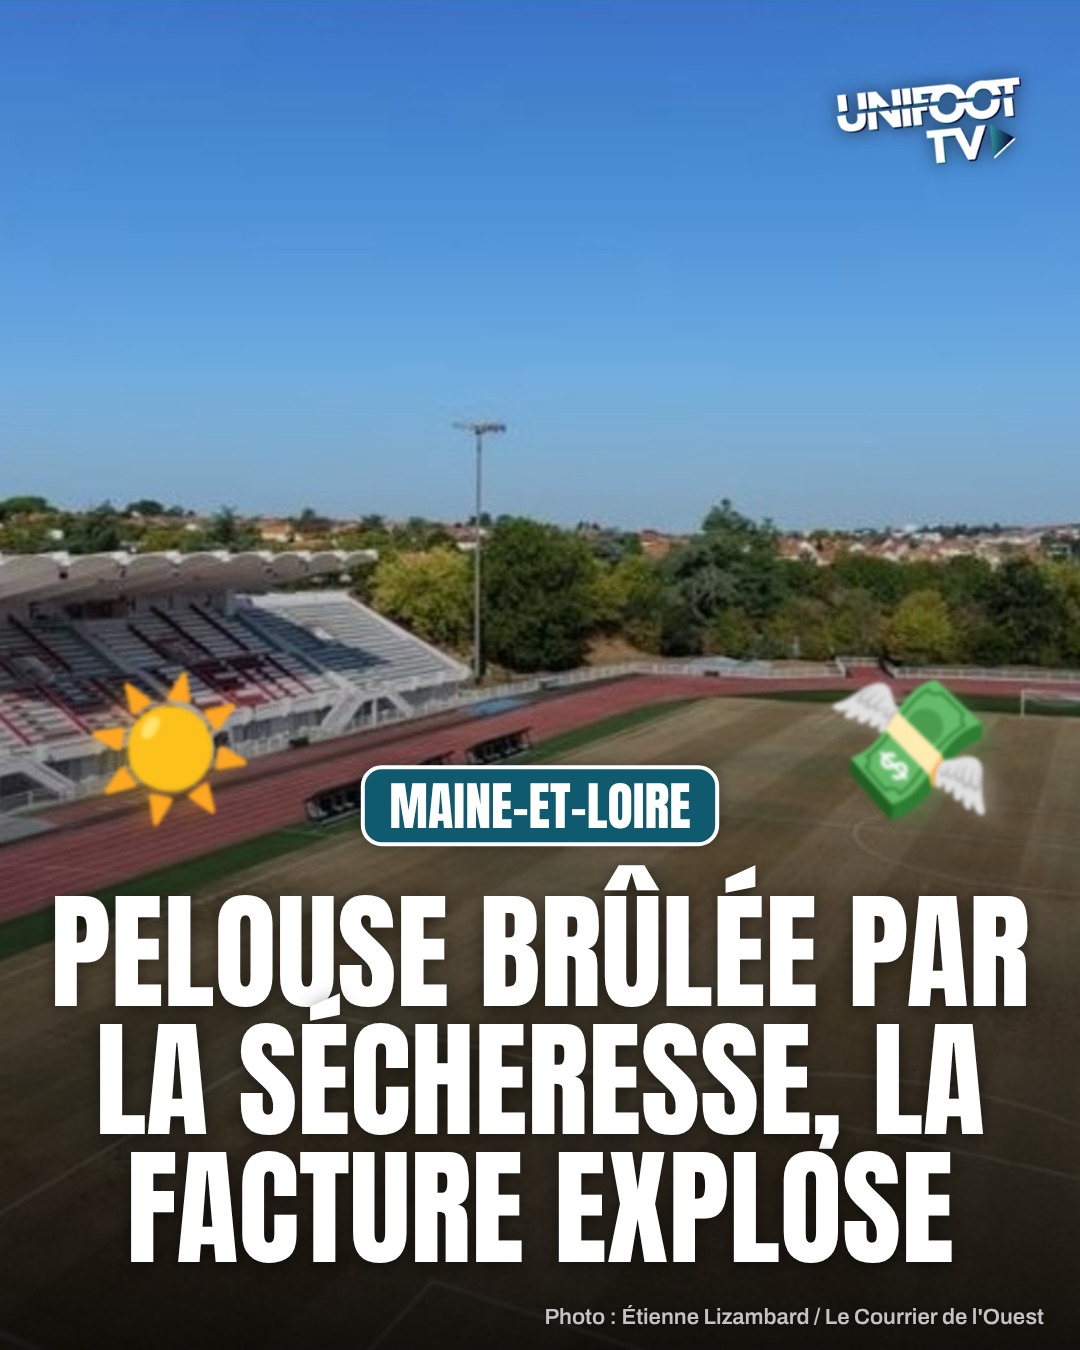 UNIFOOT
TV
MAINE-ET-LOIRE
PELOUSE BRÛLÉE PAR
LA SÉCHERESSE, LA
FACTURE EXPLOSE
Photo : Étienne Lizambard / Le Courrier de l'Ouest